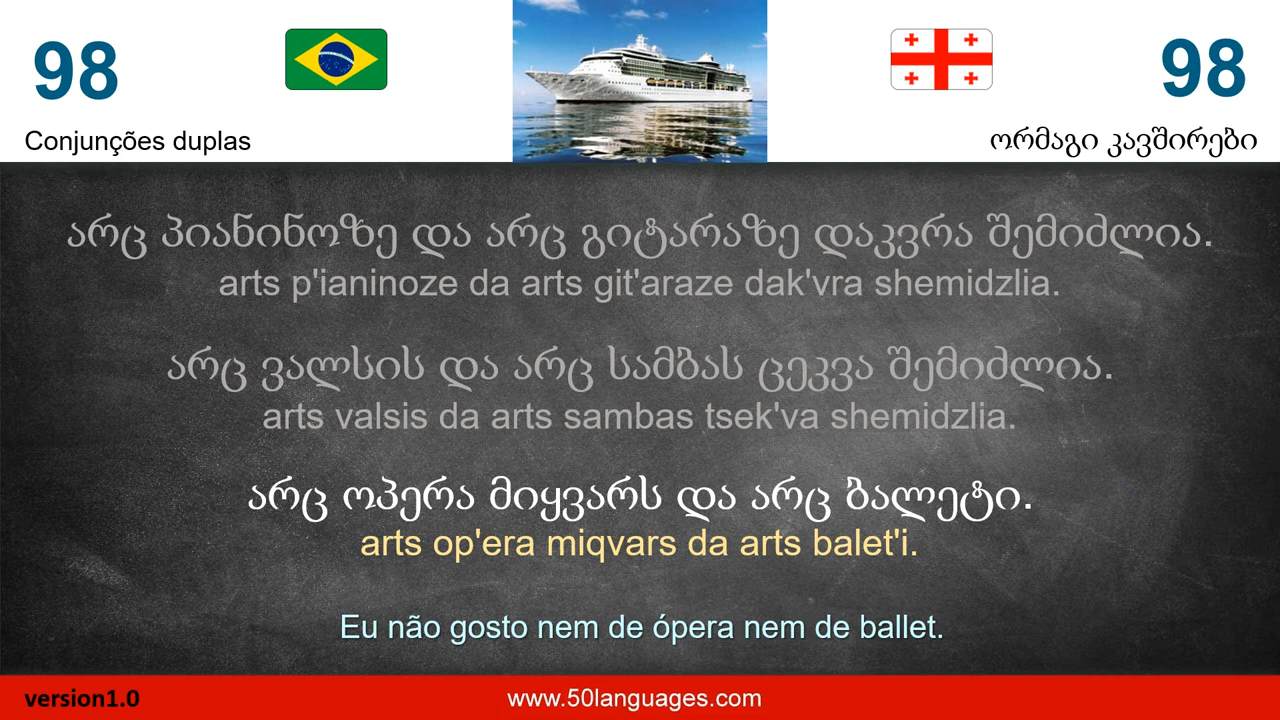 98
98
Conjunções duplas
ორმაგი კავშირები
არც პიანინოზე და არც გიტარაზე დაკვრა შემიძლია.
arts p'ianinoze da arts git'araze dak'vra shemidzlia.
არც ვალსის და არც სამბას ცეკვა შემიძლია.
arts valsis da arts sambas tsek'va shemidzlia.
არც ოპერა მიყვარს და არც ბალეტი.
arts op'era miqvars da arts balet'i.
Eu não gosto nem de ópera nem de ballet.
version1.0
www.50languages.com